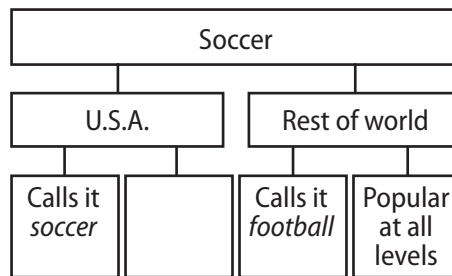 Soccer
U.S.A.
Rest of world
Calls it
soccer
Calls it
football
Popular
at all
levels